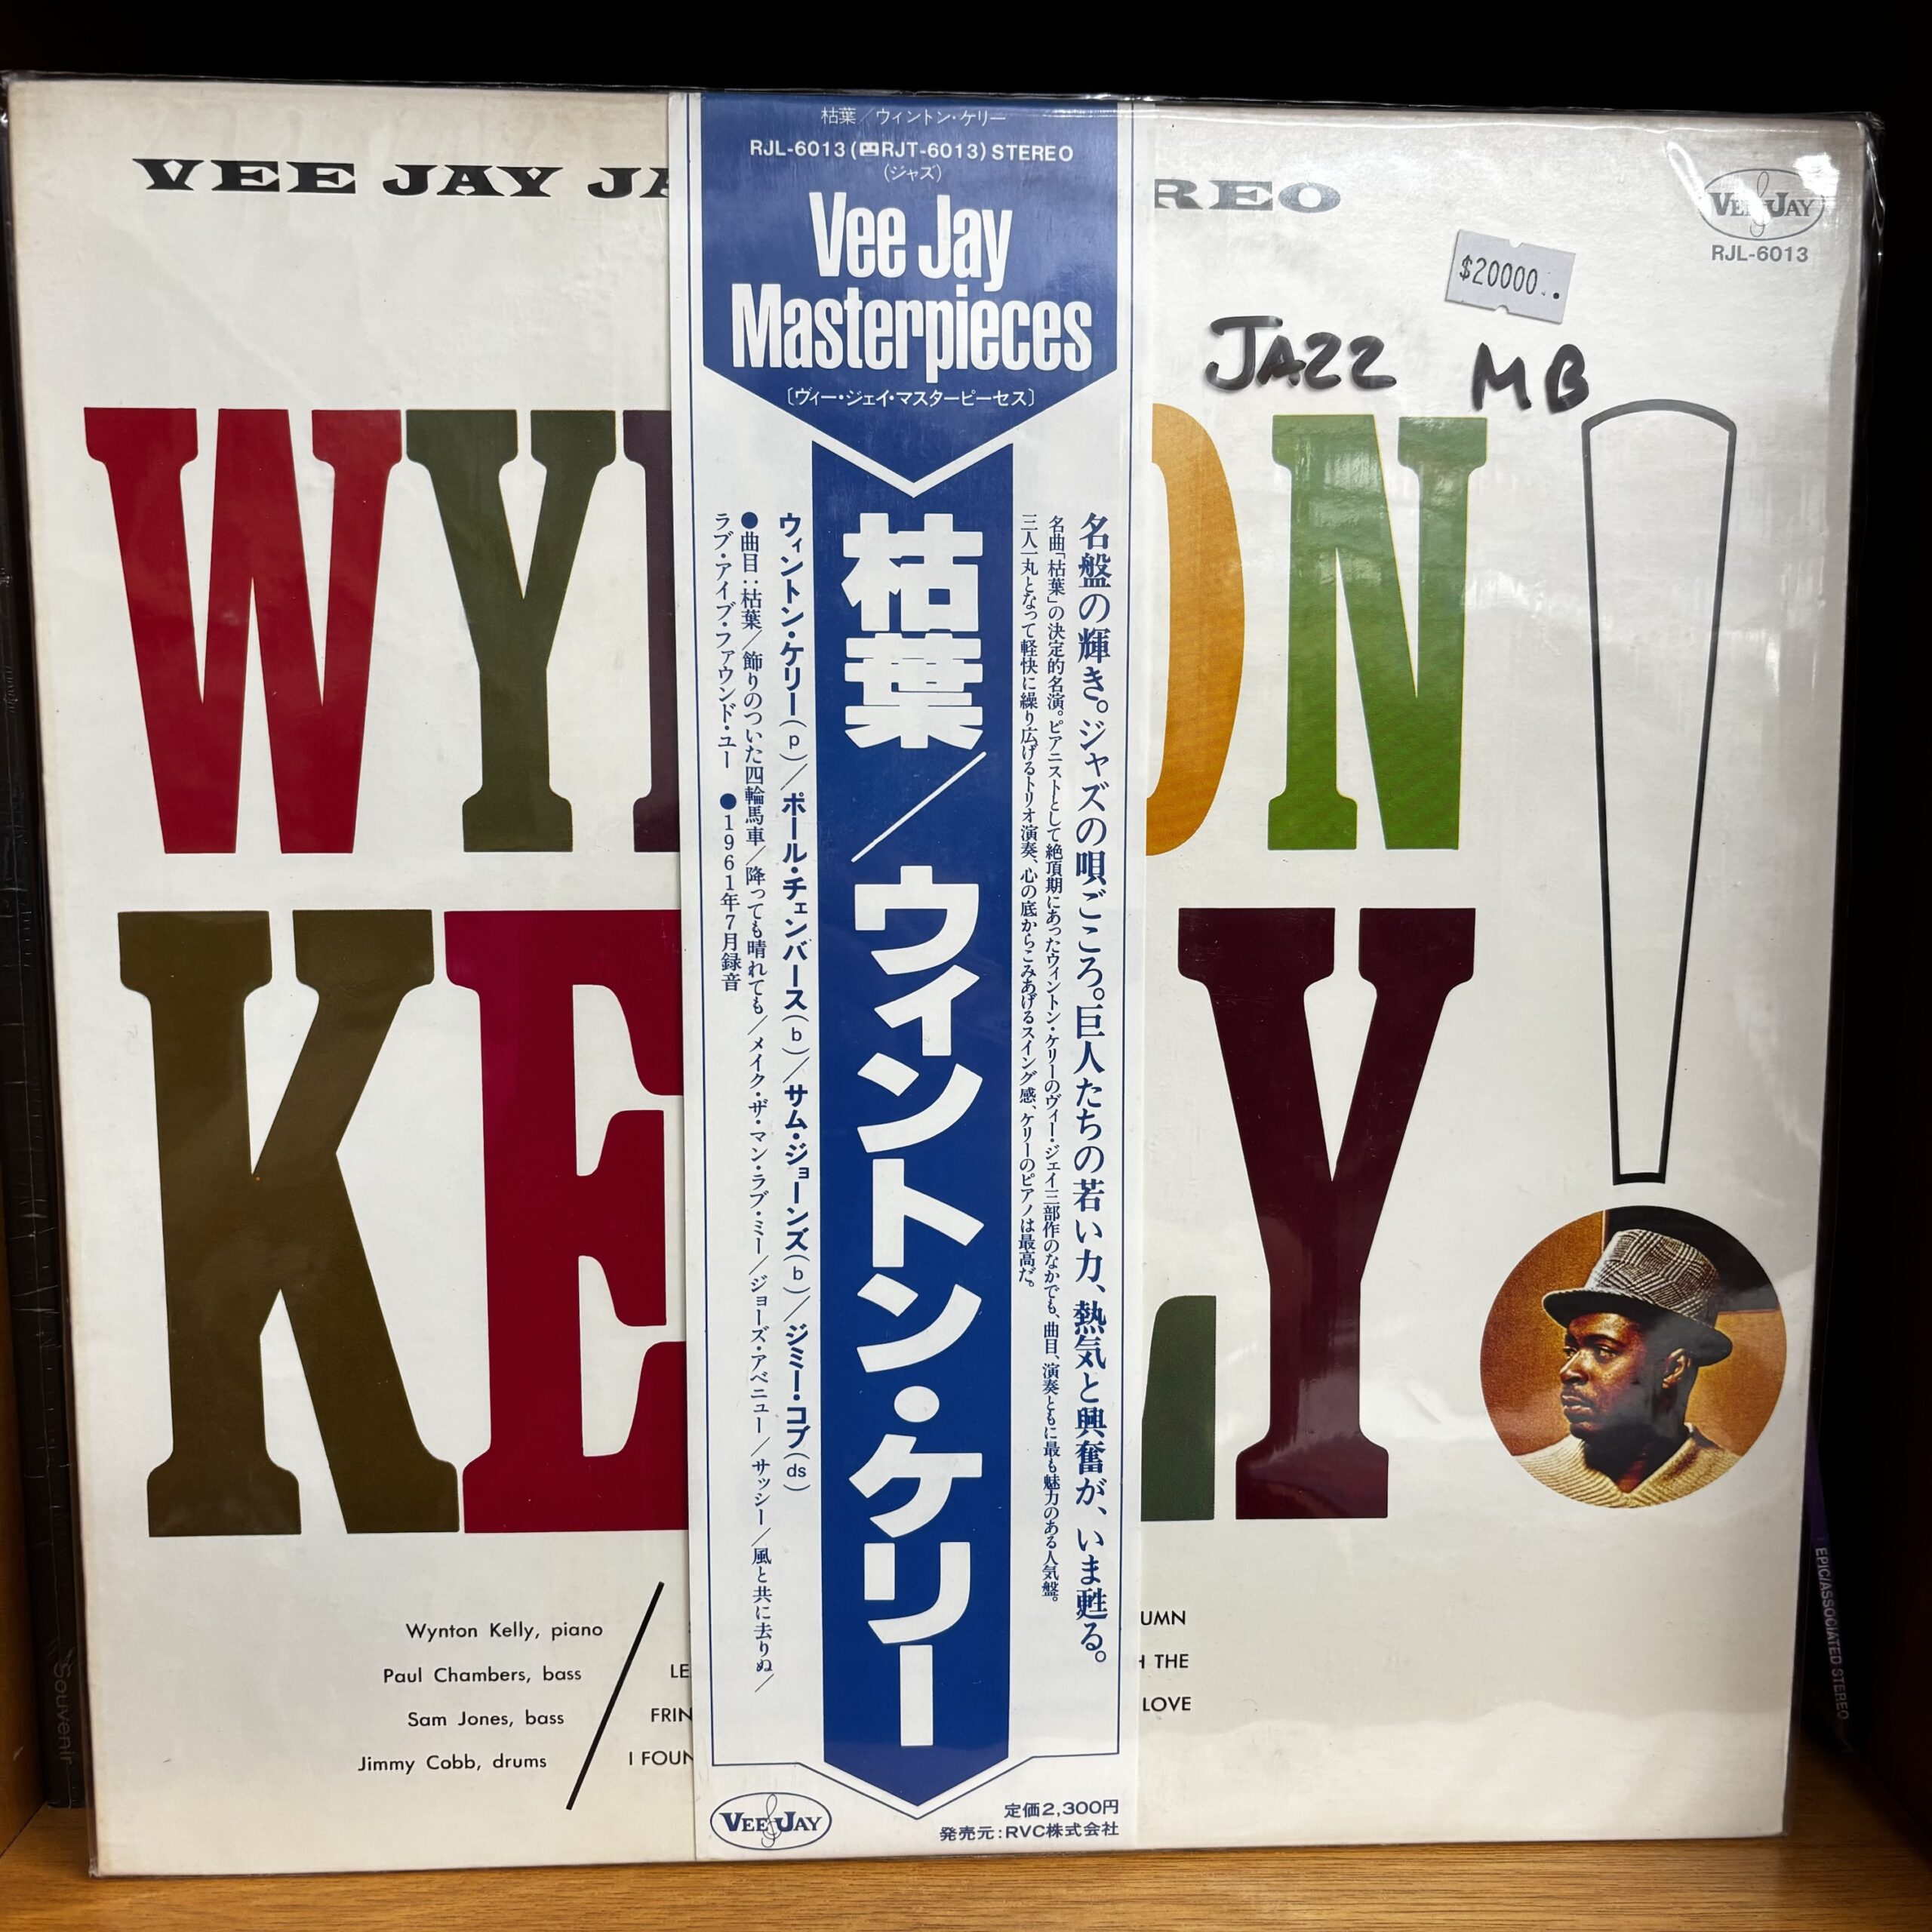 VEE JAY JA
REO
VEE JAY
RJL-6013
$20000
JAZZ MB
枯葉/ウィントン・ケリー
RJL-6013(RJT-6013) STEREO
(ジャズ)
Vee Jay
Masterpieces
〔ヴィー・ジェイ・マスターピーセス〕
WY ON
KE LY
名盤の輝き。ジャズの唄ごころ。巨人たちの若い力、熱気と興奮が、いま甦る。
名曲「枯葉」の決定的名演。ピアニストとして絶頂期にあったウィントン・ケリーのヴィー・ジェイ三部作のなかでも、曲目、演奏ともに最も魅力のある人気盤。
三人一丸となって軽快に繰り広げるトリオ演奏、心の底からこみあげるスイング感、ケリーのピアノは最高だ。
枯葉/ウィントン・ケリー
ウィントン・ケリー(p)/ポール・チェンバース(b)/サム・ジョーンズ(b)/ジミー・コブ(ds)
●曲目:枯葉/飾りのついた四輪馬車/降っても晴れても/メイク・ザ・マン・ラブ・ミー/ジョーズ・アベニュー/サッシー/風と共に去りぬ/
ラブ・アイブ・ファウンド・ユー ●1961年7月録音
Wynton Kelly, piano
Paul Chambers, bass
Sam Jones, bass
Jimmy Cobb, drums
LE
FRIN
I FOUN
UMN
H THE
LOVE
VEE JAY
定価2,300円
発売元:RVC株式会社
EPIC/ASSOCIATED STEREO
Souvenir